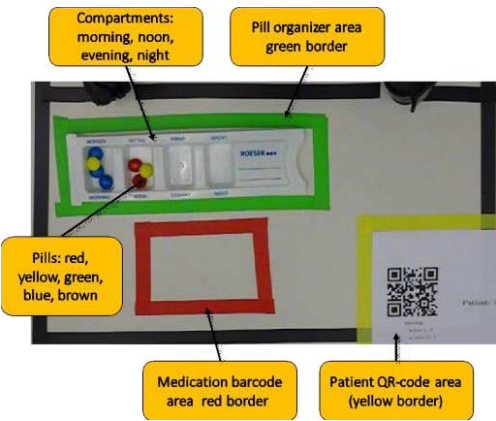 Compartments:
morning, noon,
evening, night
Pill organizer area
green border
MORGEN MITTAG ABEND NACHT
ROESER
MORNING NOON EVENING NIGHT
Pills: red,
yellow, green,
blue, brown
Patient:
Medication barcode
area red border
Patient QR-code area
(yellow border)